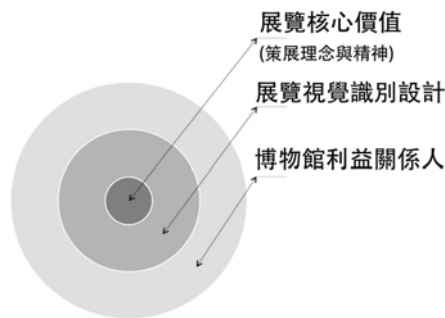 展覽核心價值
(策展理念與精神)
展覽視覺識別設計
博物館利益關係人